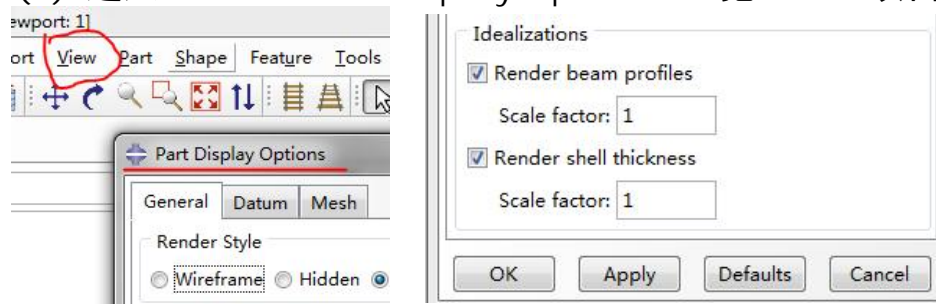 ewport: 1]
ort View Part Shape Feature Tools
Part Display Options
General Datum Mesh
Render Style
Wireframe Hidden
Idealizations
Render beam profiles
Scale factor: 1
Render shell thickness
Scale factor: 1
OK Apply Defaults Cancel